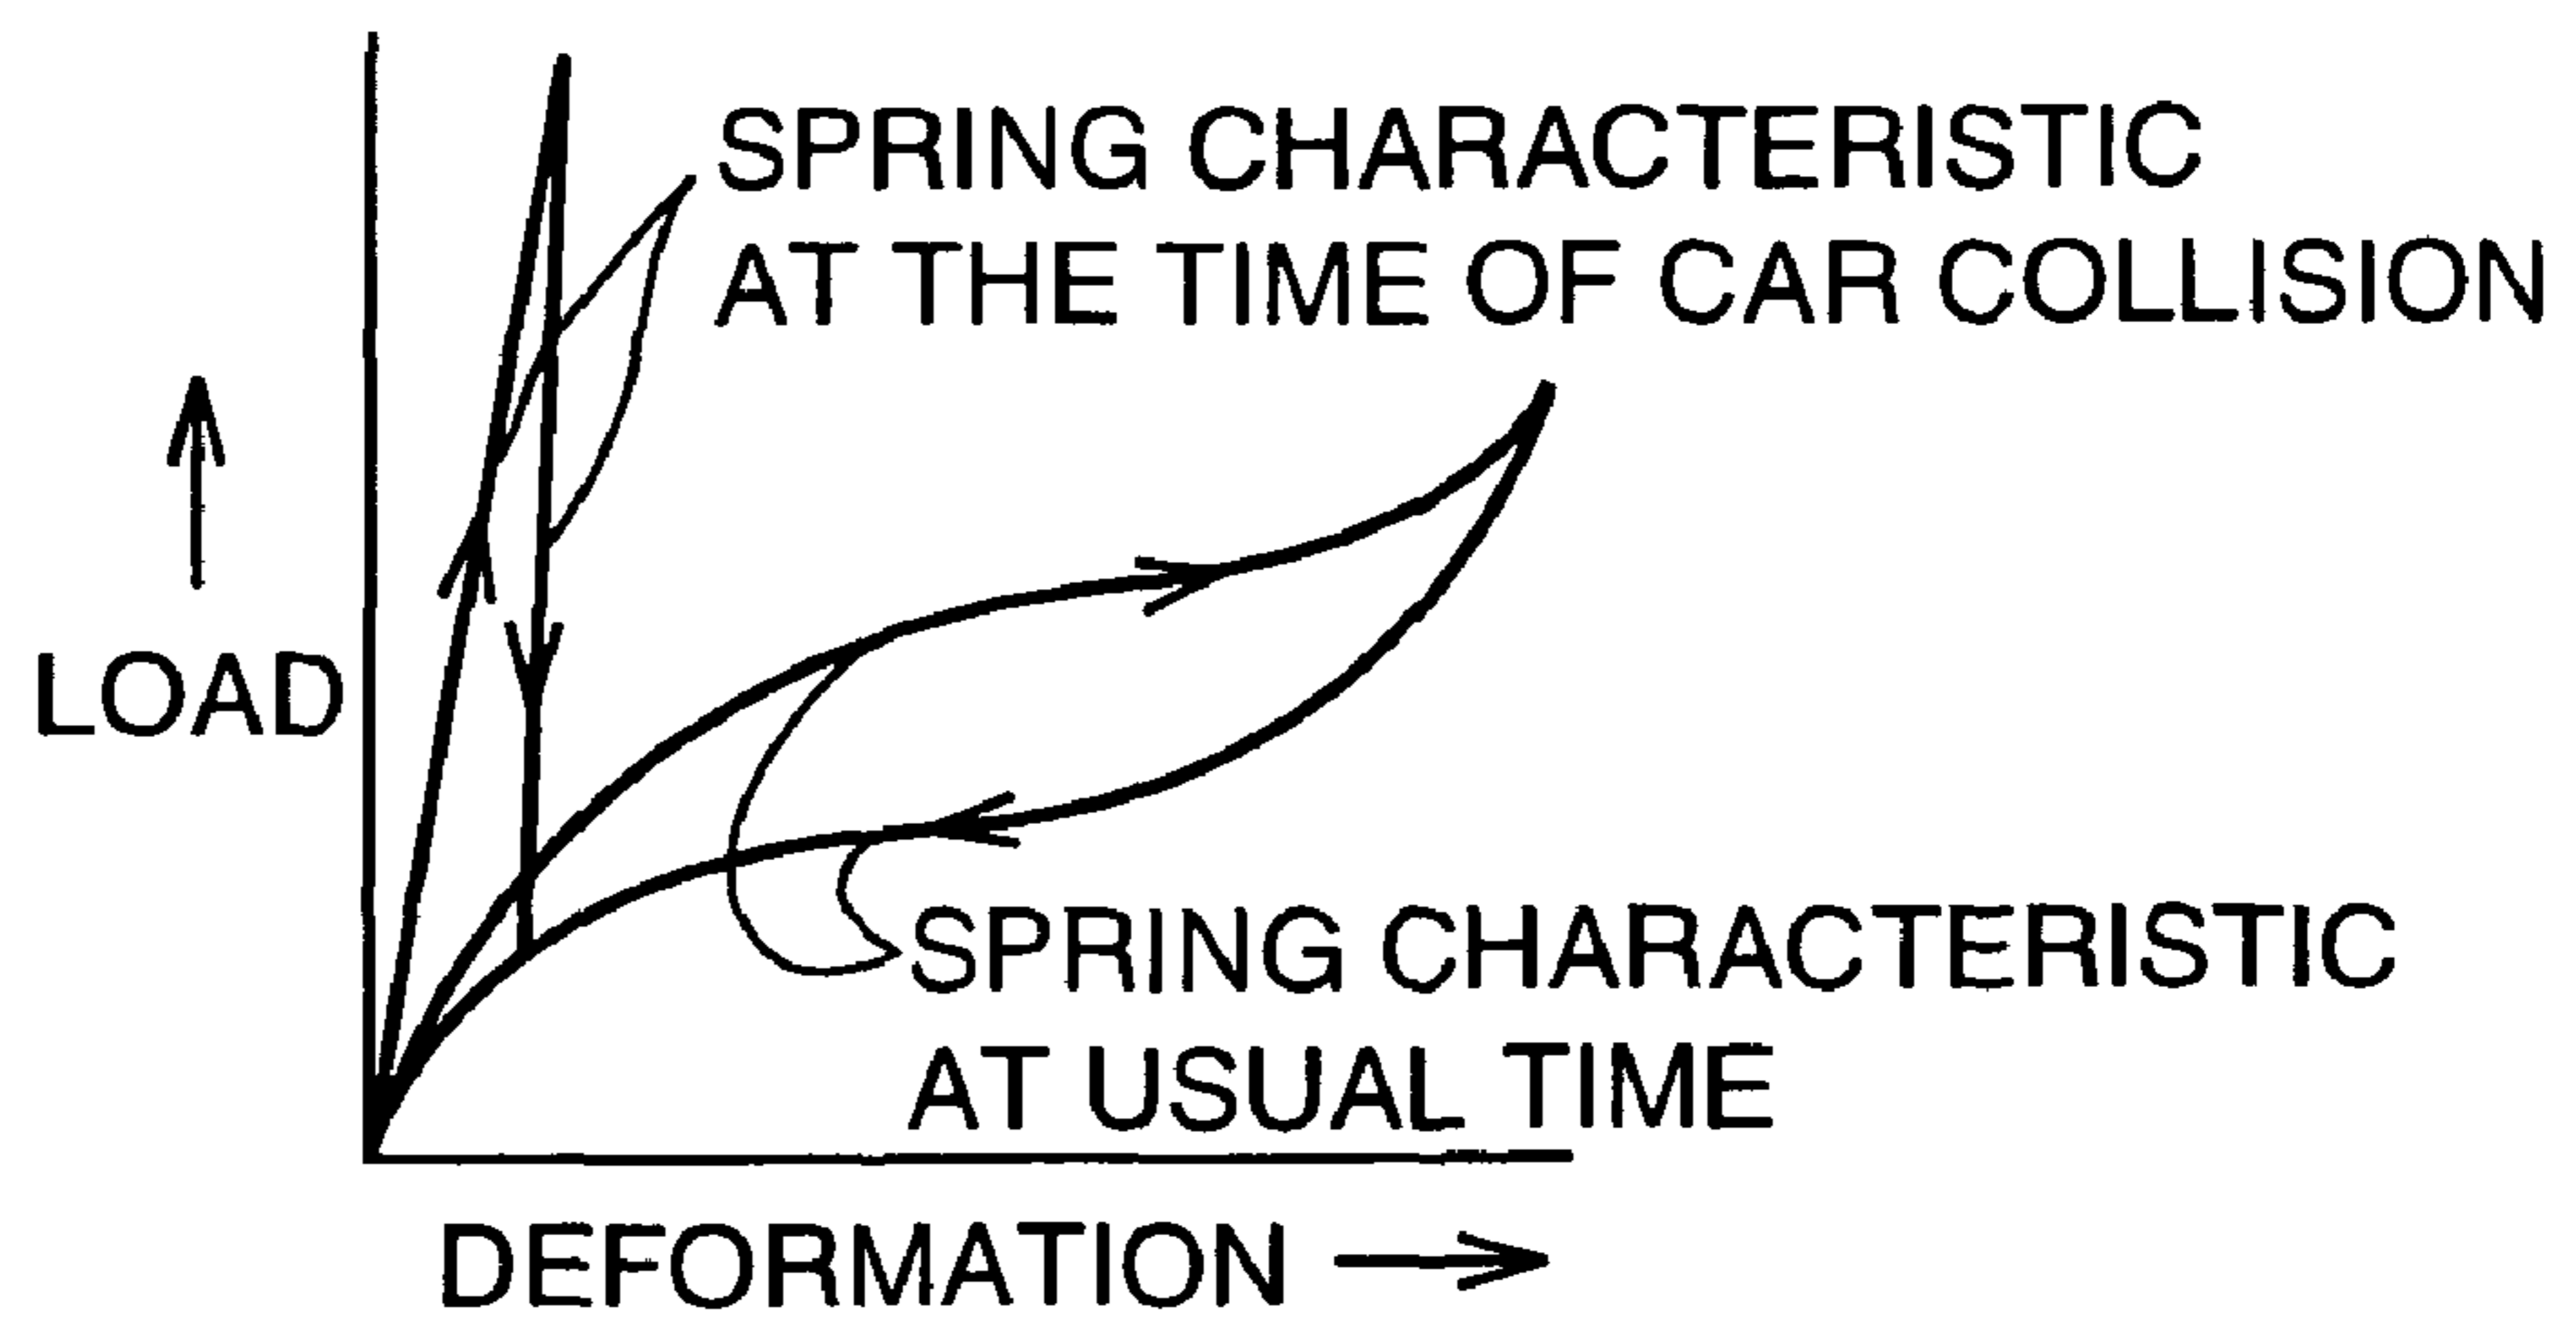 SPRING CHARACTERISTIC
AT THE TIME OF CAR COLLISION
LOAD
SPRING CHARACTERISTIC
AT USUAL TIME
DEFORMATION